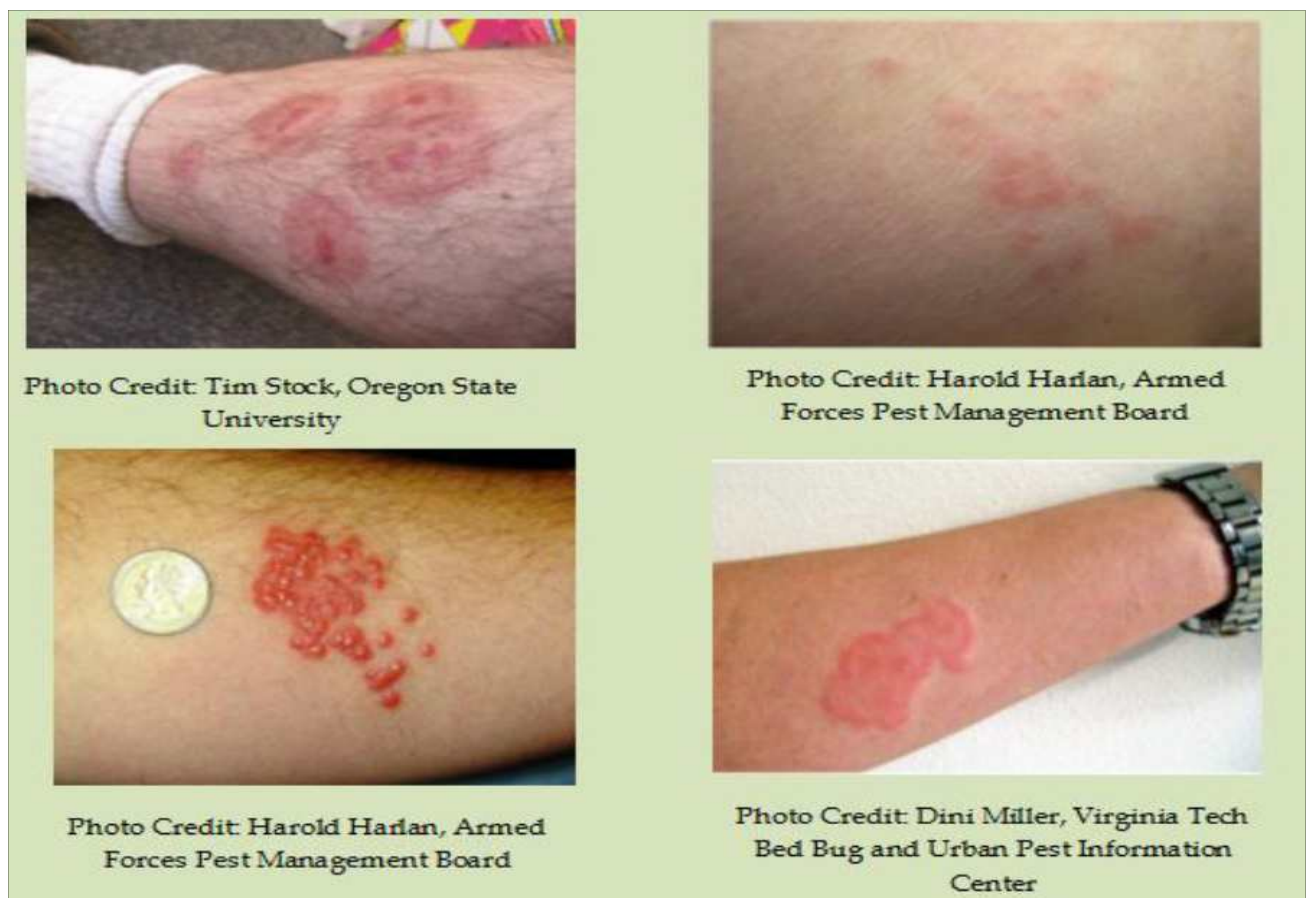 Photo Credit: Tim Stock, Oregon State
University
Photo Credit: Harold Harlan, Armed
Forces Pest Management Board
Photo Credit: Harold Harlan, Armed
Forces Pest Management Board
Photo Credit: Dini Miller, Virginia Tech
Bed Bug and Urban Pest Information
Center